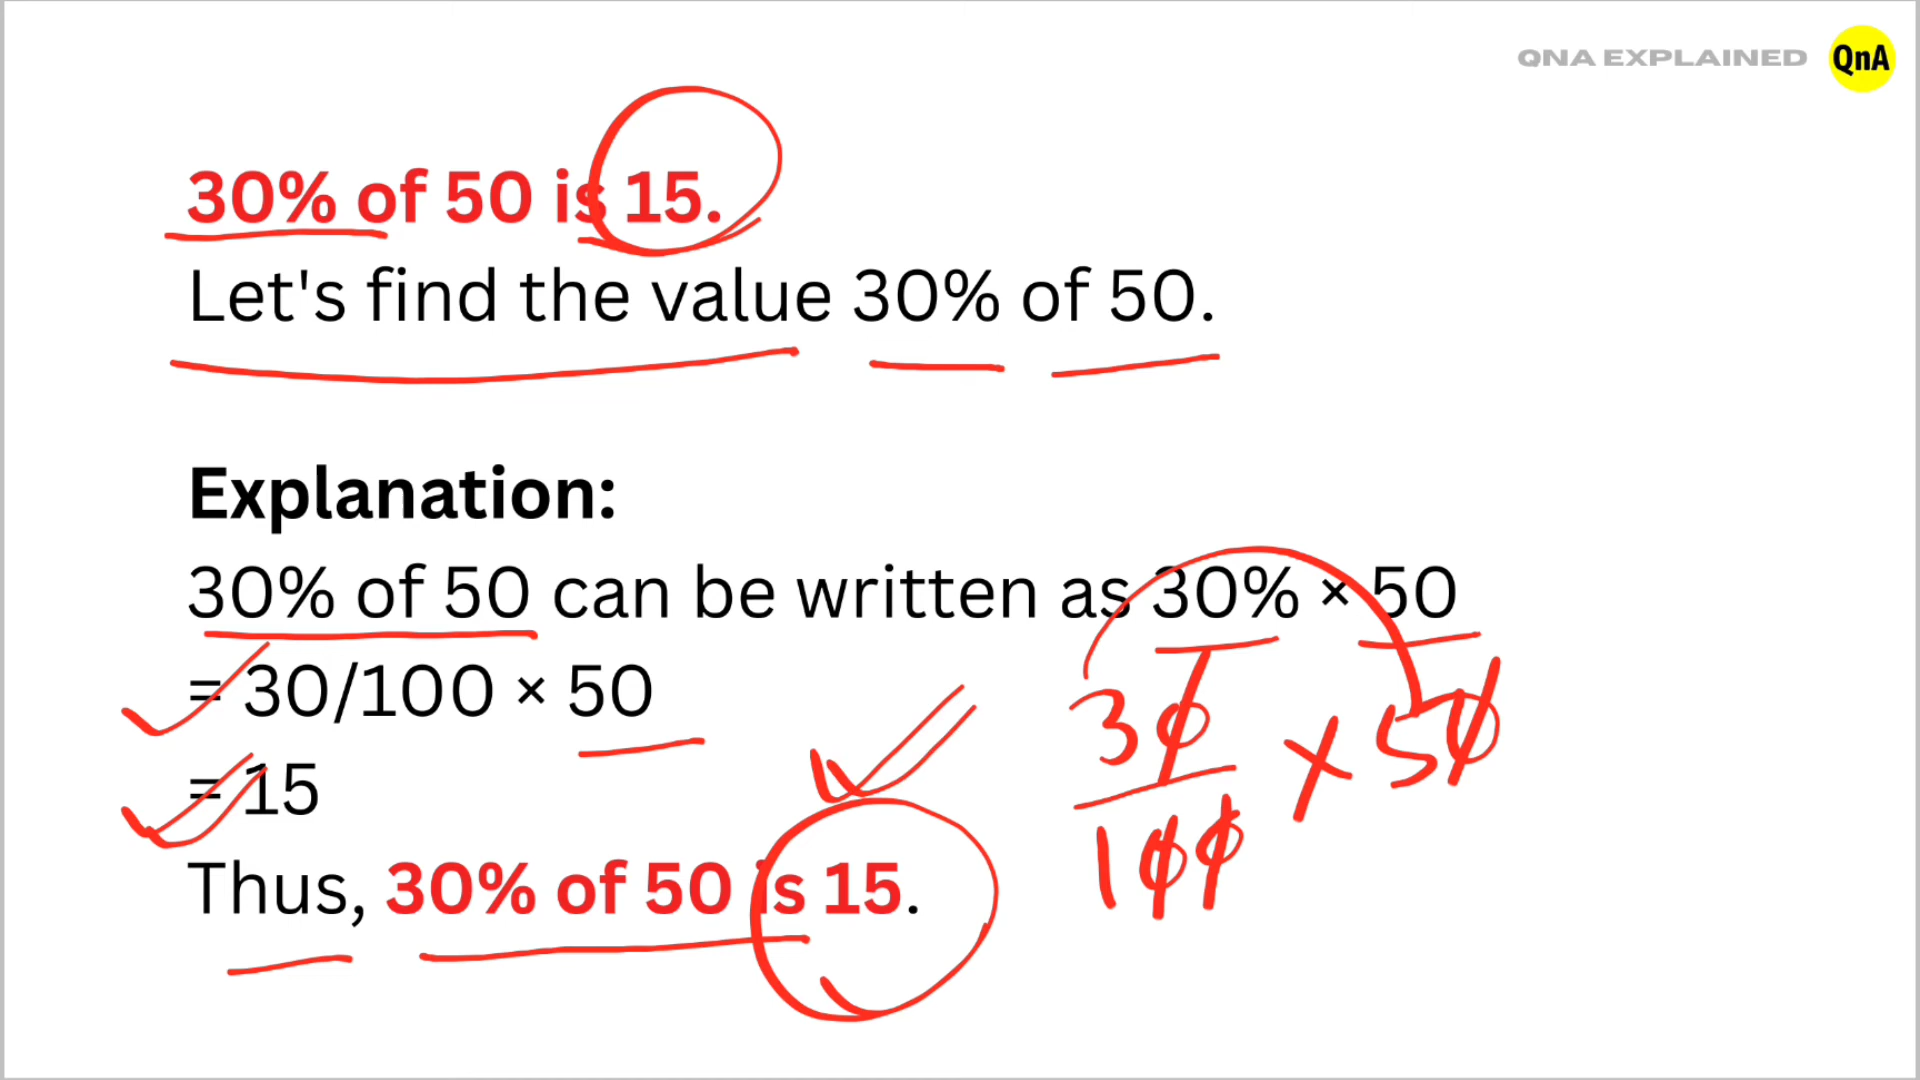 QNA EXPLAINED QnA
30% of 50 is 15.
Let's find the value 30% of 50.
Explanation:
30% of 50 can be written as 30% × 50
= 30/100 × 50
= 15
Thus, 30% of 50 is 15.
30
× 50
100